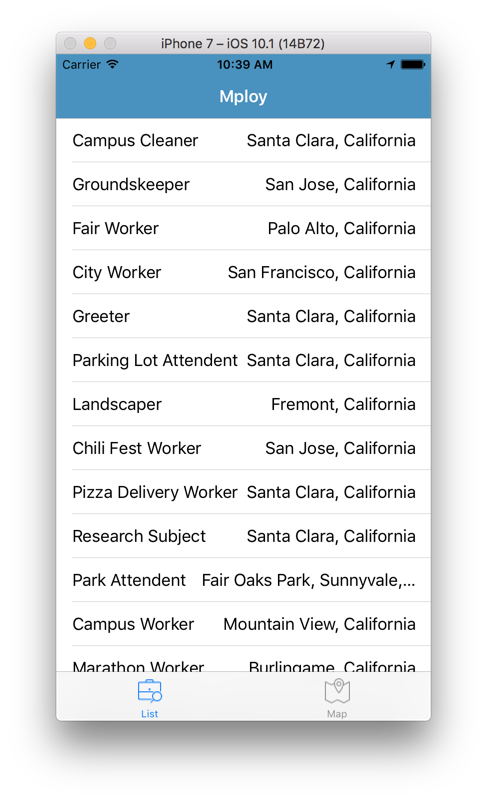 iPhone 7 – iOS 10.1 (14B72)
Carrier 10:39 AM
Mploy
Campus Cleaner Santa Clara, California
Groundskeeper San Jose, California
Fair Worker Palo Alto, California
City Worker San Francisco, California
Greeter Santa Clara, California
Parking Lot Attendent Santa Clara, California
Landscaper Fremont, California
Chili Fest Worker San Jose, California
Pizza Delivery Worker Santa Clara, California
Research Subject Santa Clara, California
Park Attendent Fair Oaks Park, Sunnyvale,...
Campus Worker Mountain View, California
Marathon Worker Burlingame, California
List Map